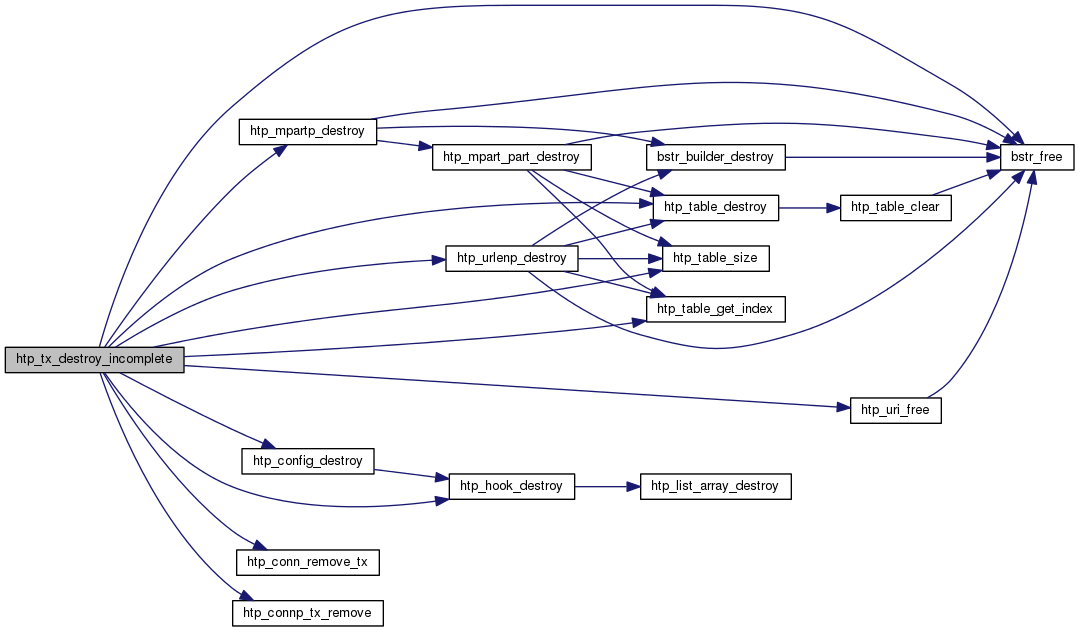 htp_mpartp_destroy
htp_mpart_part_destroy
bstr_builder_destroy
bstr_free
htp_table_destroy
htp_table_clear
htp_urlenp_destroy
htp_table_size
htp_table_get_index
htp_tx_destroy_incomplete
htp_uri_free
htp_config_destroy
htp_hook_destroy
htp_list_array_destroy
htp_conn_remove_tx
htp_connp_tx_remove